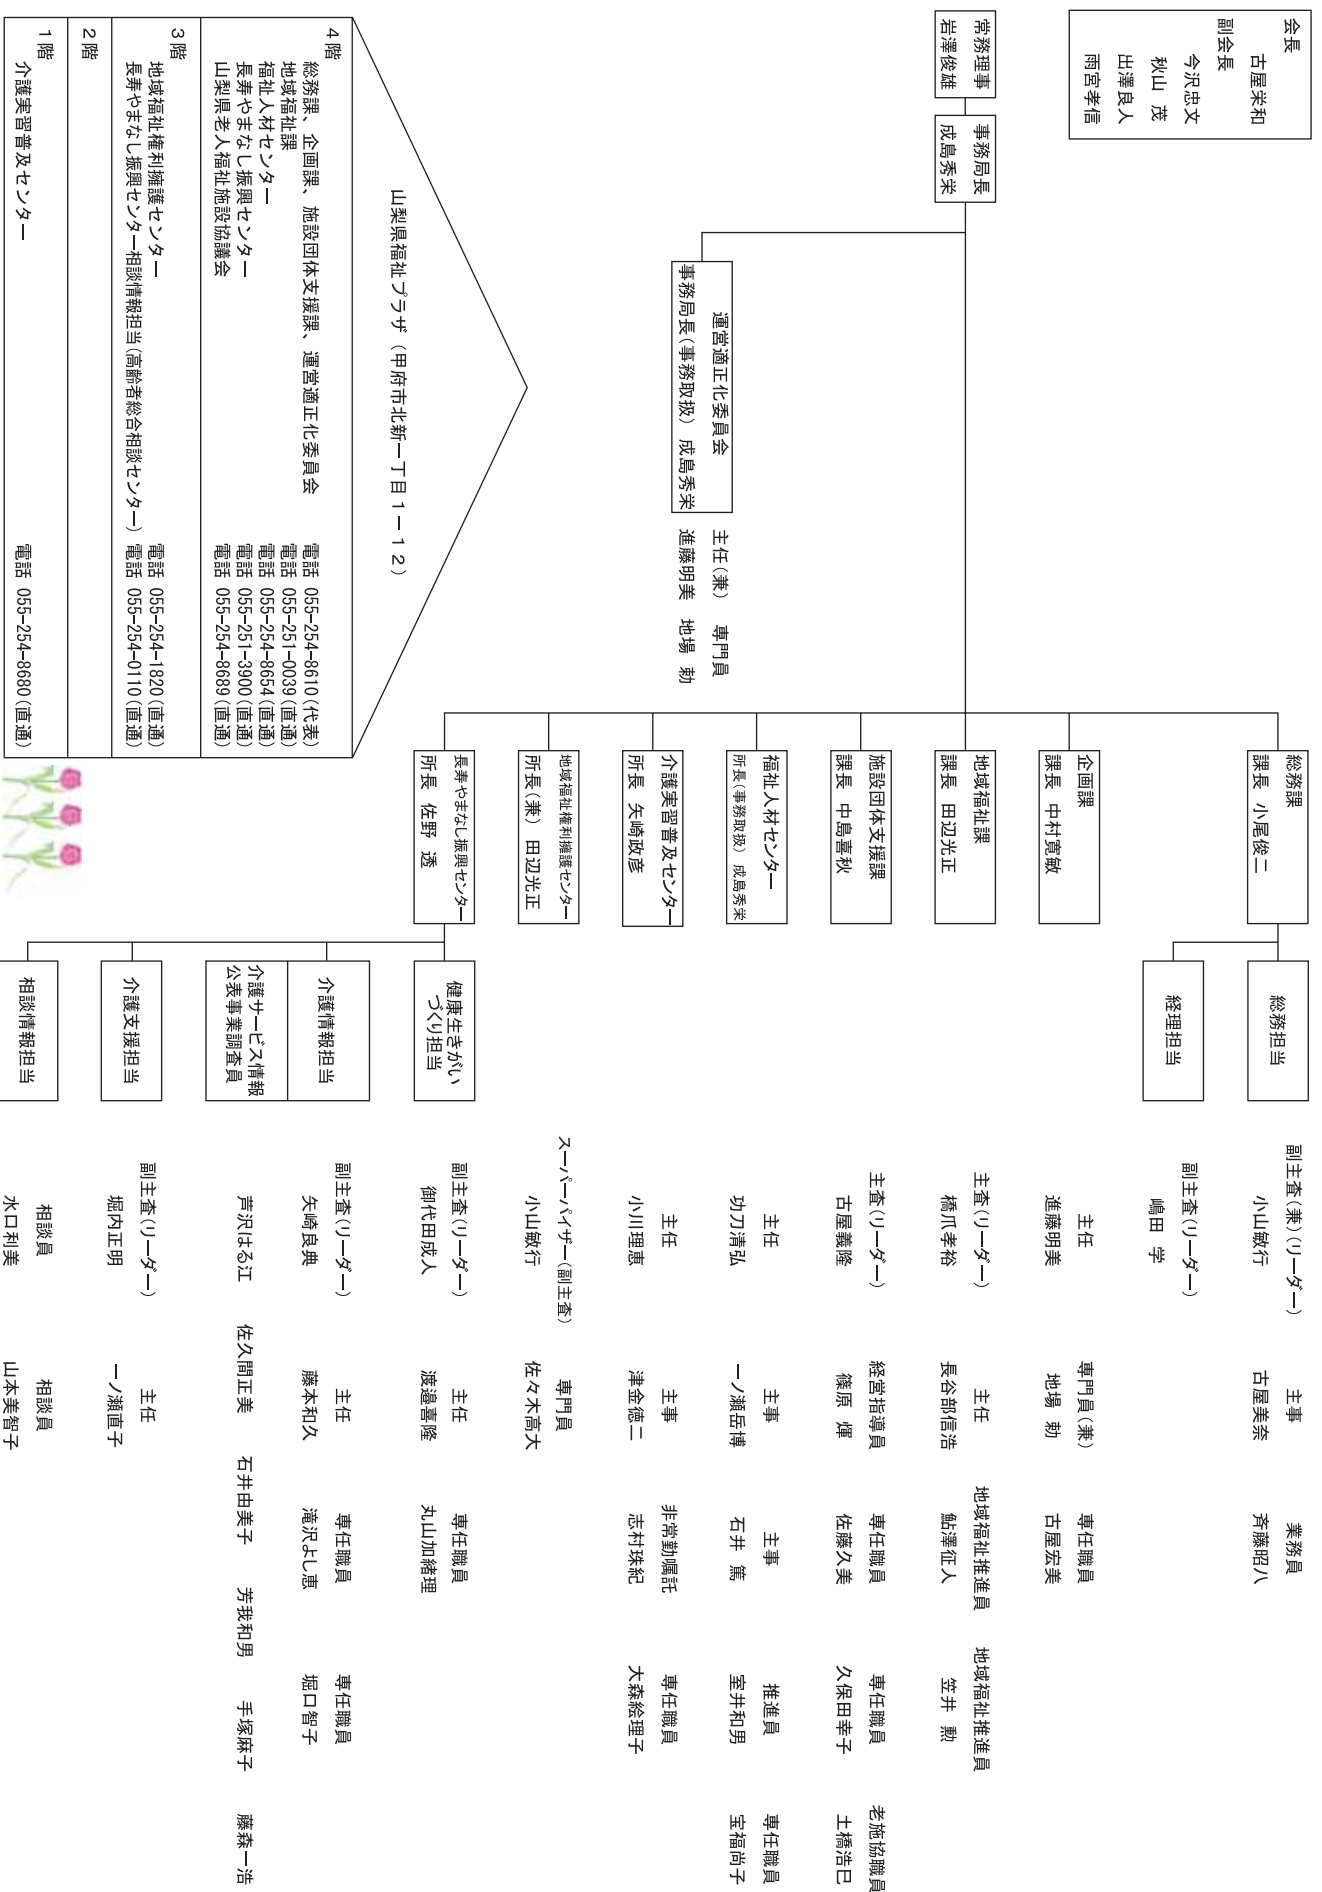 会長
古屋栄和
副会長
今沢忠文
秋山 茂
出澤良人
雨宮孝信
常務理事
岩澤俊雄
事務局長
成島秀栄
運営適正化委員会
事務局長(事務取扱) 成島秀栄
主任(兼) 専門員
進藤明美 地場 勅
総務課
課長 小尾俊二
総務担当
副主査(兼)(リーダー) 主事 業務員
小山敏行 古屋美奈 斉藤昭八
経理担当
副主査(リーダー)
嶋田 学
企画課
課長 中村寛敏
主任 専門員(兼) 専任職員
進藤明美 地場 勅 古屋宏美
地域福祉課
課長 田辺光正
主査(リーダー) 主任 地域福祉推進員 地域福祉推進員
橋爪孝裕 長谷部信浩 鮎澤征人 笠井 勲
施設団体支援課
課長 中島喜秋
主査(リーダー) 経営指導員 専任職員 専任職員 老施協職員
古屋義隆 篠原 煇 佐藤久美 久保田幸子 土橋浩巳
福祉人材センター
所長(事務取扱) 成島秀栄
主任 主事 主事 推進員 専任職員
功刀清弘 一ノ瀬岳博 石井 篤 室井和男 宝福尚子
介護実習普及センター
所長 矢崎政彦
主任 主事 非常勤嘱託 専任職員
小川理恵 津金徳二 志村珠紀 大森絵理子
地域福祉権利擁護センター
所長(兼) 田辺光正
スーパーバイザー(副主査) 専門員
小山敏行 佐々木高大
長寿やまなし振興センター
所長 佐野 透
健康生きがい
づくり担当
副主査(リーダー) 主任 専任職員
御代田成人 渡邉喜隆 丸山加緒理
介護情報担当
副主査(リーダー) 主任 専任職員 専任職員
矢崎良典 藤本和久 滝沢よし恵 堀口智子
介護サービス情報
公表事業調査員
芦沢はる江 佐久間正美 石井由美子 芳我和男 手塚麻子 藤森一浩
介護支援担当
副主査(リーダー) 主任
堀内正明 一ノ瀬直子
相談情報担当
相談員 相談員
水口利美 山本美智子
山梨県福祉プラザ(甲府市北新一丁目1-12)
4階
総務課、企画課、施設団体支援課、運営適正化委員会 電話 055-254-8610(代表)
地域福祉課 電話 055-251-0039(直通)
福祉人材センター 電話 055-254-8654(直通)
長寿やまなし振興センター 電話 055-251-3900(直通)
山梨県老人福祉施設協議会 電話 055-254-8689(直通)
3階
地域福祉権利擁護センター 電話 055-254-1820(直通)
長寿やまなし振興センター相談情報担当(高齢者総合相談センター) 電話 055-254-0110(直通)
2階
1階
介護実習普及センター 電話 055-254-8680(直通)